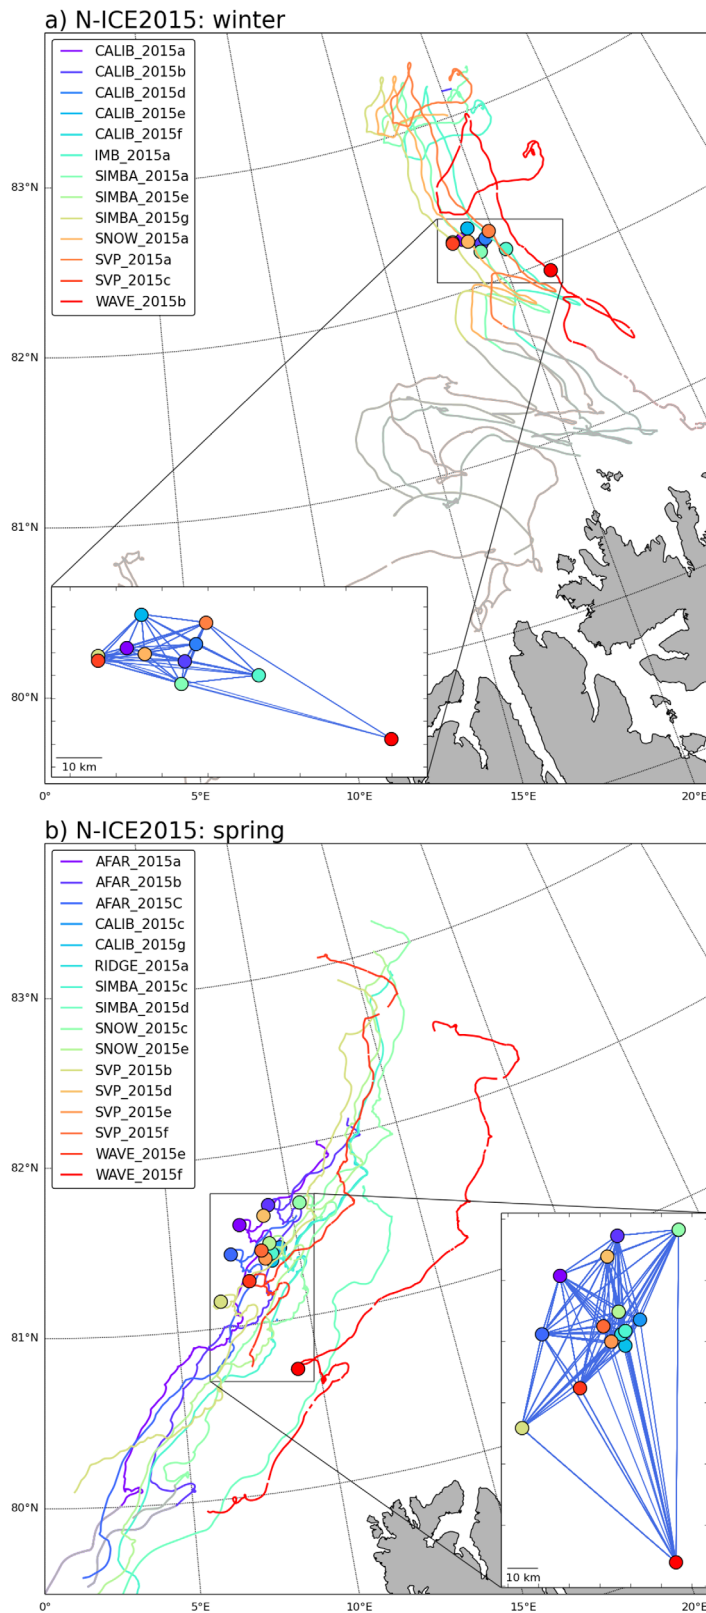 a) N-ICE2015: winter
CALIB_2015a
CALIB_2015b
CALIB_2015d
CALIB_2015e
CALIB_2015f
IMB_2015a
SIMBA_2015a
SIMBA_2015e
SIMBA_2015g
SNOW_2015a
SVP_2015a
SVP_2015c
WAVE_2015b
83°N
82°N
81°N
80°N
10 km
0° 5°E 10°E 15°E 20°E
b) N-ICE2015: spring
AFAR_2015a
AFAR_2015b
AFAR_2015C
CALIB_2015c
CALIB_2015g
RIDGE_2015a
SIMBA_2015c
SIMBA_2015d
SNOW_2015c
SNOW_2015e
SVP_2015b
SVP_2015d
SVP_2015e
SVP_2015f
WAVE_2015e
WAVE_2015f
83°N
82°N
81°N
80°N
10 km
0° 5°E 10°E 15°E 20°E